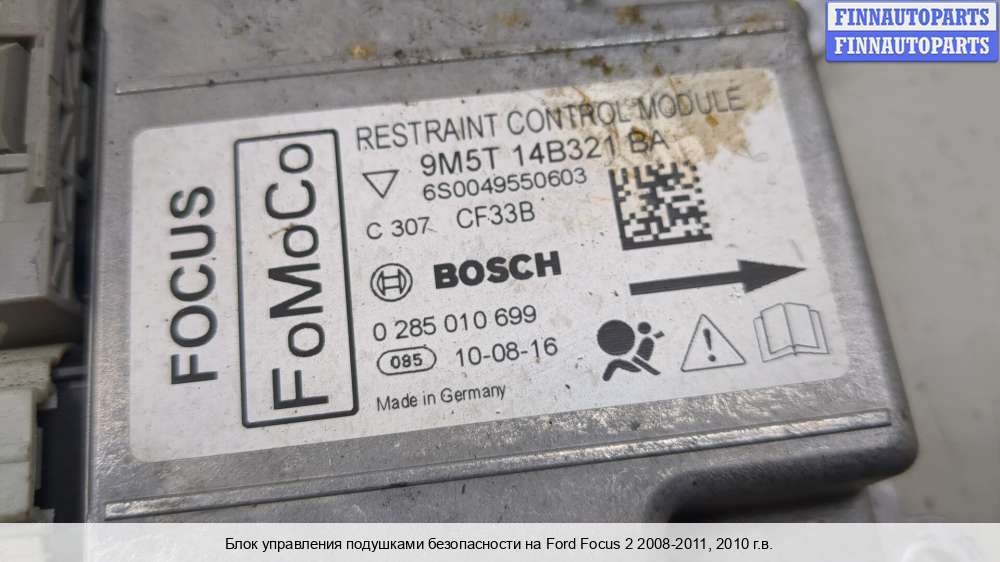 FINNAUTOPARTS
FINNAUTOPARTS
RESTRAINT CONTROL MODULE
9M5T 14B321 BA
6S0049550603
C 307 CF33B
FOCUS
FoMoCo
BOSCH
0 285 010 699
085 10-08-16
Made in Germany
Блок управления подушками безопасности на Ford Focus 2 2008-2011, 2010 г.в.